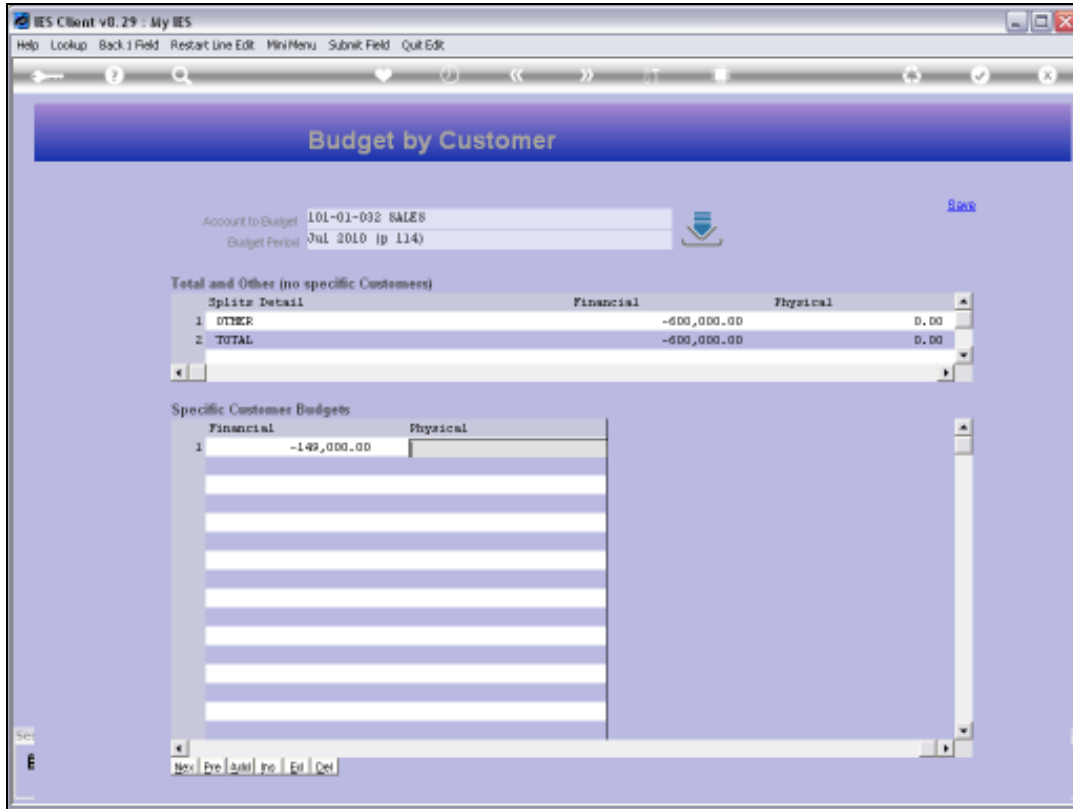 IES Client v8.29 : My IES
Help Lookup Back 1 Field Restart Line Edit Mini Menu Submit Field Quit Edit
Budget by Customer
Save
Account to Budget 101-01-032 SALES
Budget Period Jul 2010 (p 114)
Total and Other (no specific Customers)
Splits Detail Financial Physical
1 OTHER -600,000.00 0.00
2 TOTAL -600,000.00 0.00
Specific Customer Budgets
Financial Physical
1 -149,000.00
Nex Pre Add Ins Ed Del